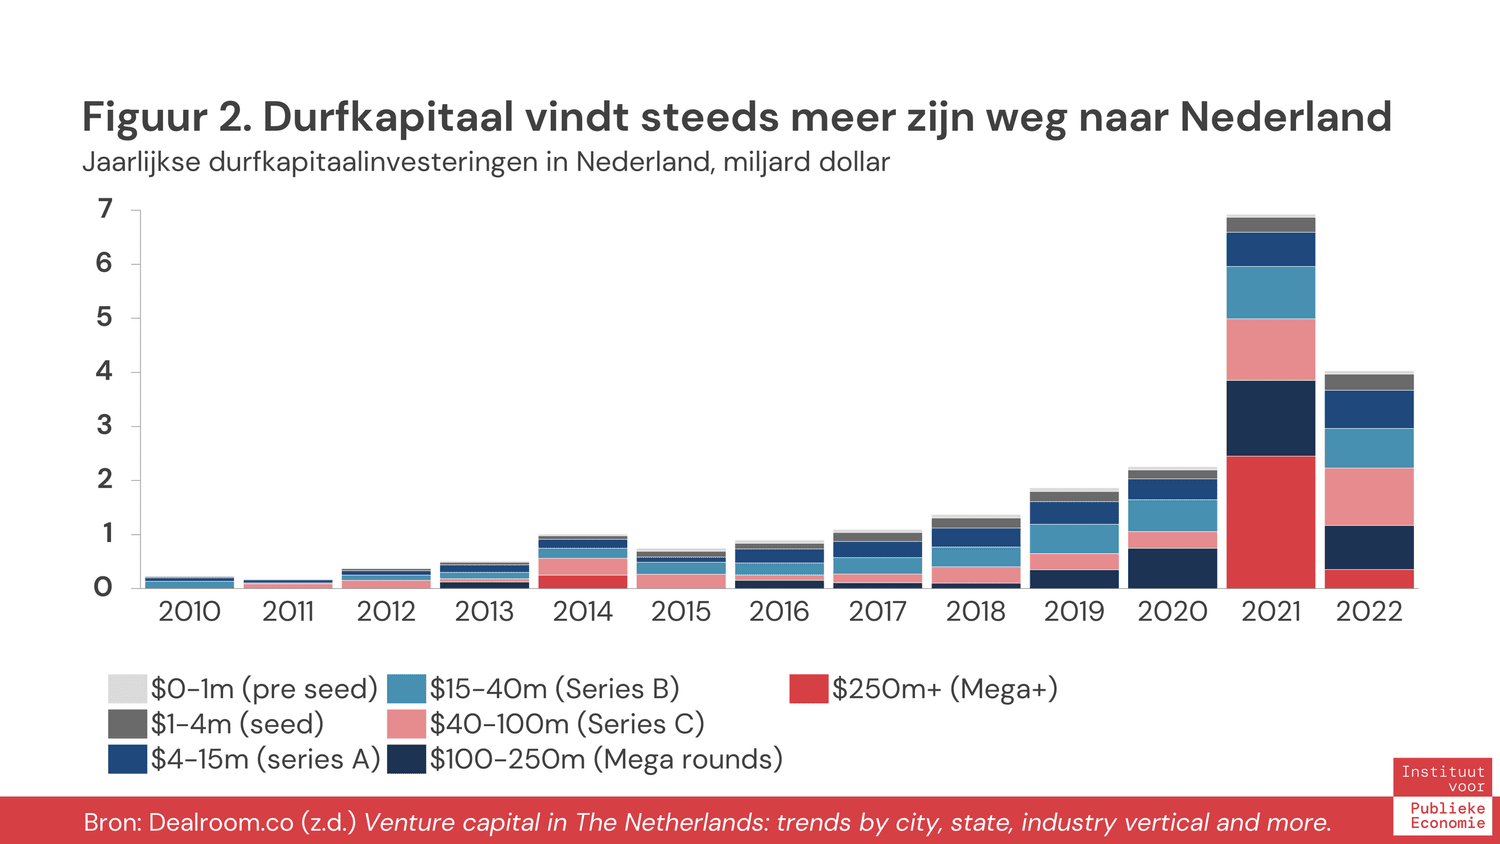 Figuur 2. Durfkapitaal vindt steeds meer zijn weg naar Nederland
Jaarlijkse durfkapitaalinvesteringen in Nederland, miljard dollar
7
6
5
4
3
2
1
0
2010 2011 2012 2013 2014 2015 2016 2017 2018 2019 2020 2021 2022
$0-1m (pre seed) $15-40m (Series B) $250m+ (Mega+)
$1-4m (seed) $40-100m (Series C)
$4-15m (series A) $100-250m (Mega rounds)
Instituut
voor
Publieke
Economie
Bron: Dealroom.co (z.d.) Venture capital in The Netherlands: trends by city, state, industry vertical and more.